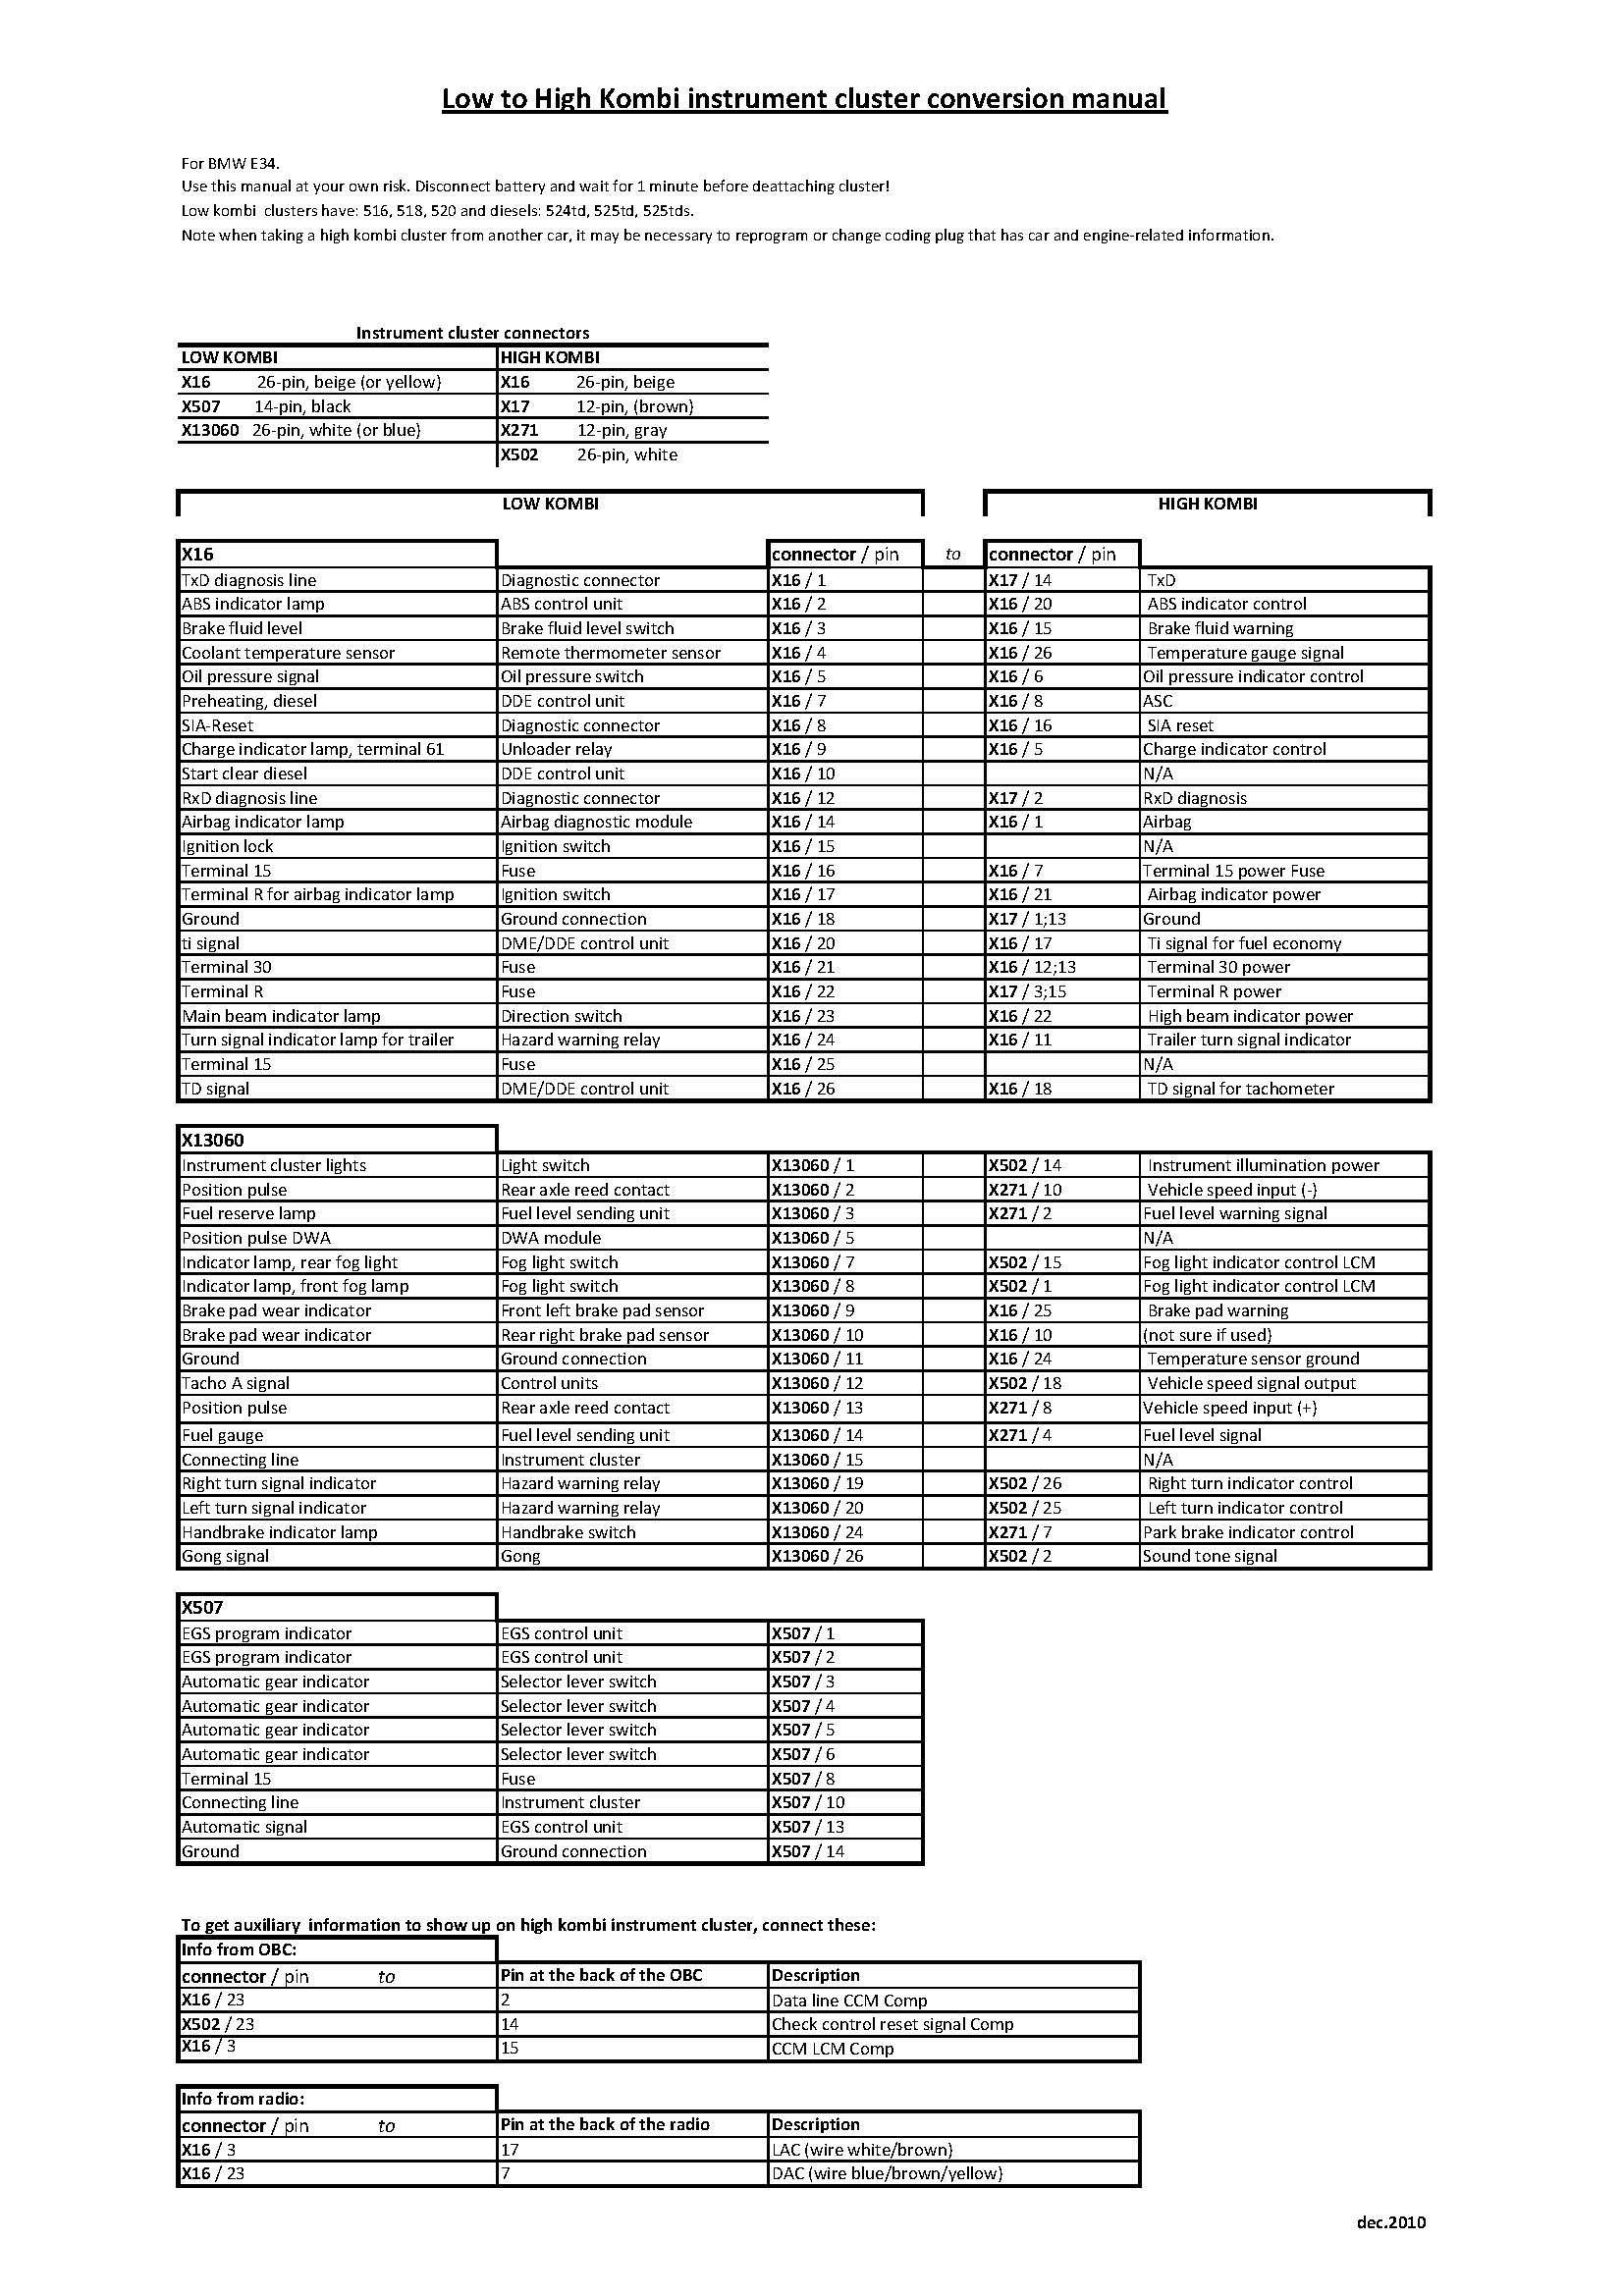 Low to High Kombi instrument cluster conversion manual
For BMW E34.
Use this manual at your own risk. Disconnect battery and wait for 1 minute before deattaching cluster!
Low kombi  clusters have: 516, 518, 520 and diesels: 524td, 525td, 525tds.
Note when taking a high kombi cluster from another car, it may be necessary to reprogram or change coding plug that has car and engine-related information.
Instrument cluster connectors
LOW KOMBI HIGH KOMBI
X16 26-pin, beige (or yellow) X16 26-pin, beige
X507 14-pin, black X17 12-pin, (brown)
X13060 26-pin, white (or blue) X271 12-pin, gray
X502 26-pin, white
LOW KOMBI HIGH KOMBI
X16 connector / pin to connector / pin
TxD diagnosis line Diagnostic connector X16 / 1 X17 / 14 TxD
ABS indicator lamp ABS control unit X16 / 2 X16 / 20 ABS indicator control
Brake fluid level Brake fluid level switch X16 / 3 X16 / 15 Brake fluid warning
Coolant temperature sensor Remote thermometer sensor X16 / 4 X16 / 26 Temperature gauge signal
Oil pressure signal Oil pressure switch X16 / 5 X16 / 6 Oil pressure indicator control
Preheating, diesel DDE control unit X16 / 7 X16 / 8 ASC
SIA-Reset Diagnostic connector X16 / 8 X16 / 16 SIA reset
Charge indicator lamp, terminal 61 Unloader relay X16 / 9 X16 / 5 Charge indicator control
Start clear diesel DDE control unit X16 / 10 N/A
RxD diagnosis line Diagnostic connector X16 / 12 X17 / 2 RxD diagnosis
Airbag indicator lamp Airbag diagnostic module X16 / 14 X16 / 1 Airbag
Ignition lock Ignition switch X16 / 15 N/A
Terminal 15 Fuse X16 / 16 X16 / 7 Terminal 15 power Fuse
Terminal R for airbag indicator lamp Ignition switch X16 / 17 X16 / 21 Airbag indicator power
Ground Ground connection X16 / 18 X17 / 1;13 Ground
ti signal DME/DDE control unit X16 / 20 X16 / 17 Ti signal for fuel economy
Terminal 30 Fuse X16 / 21 X16 / 12;13 Terminal 30 power
Terminal R Fuse X16 / 22 X17 / 3;15 Terminal R power
Main beam indicator lamp Direction switch X16 / 23 X16 / 22 High beam indicator power
Turn signal indicator lamp for trailer Hazard warning relay X16 / 24 X16 / 11 Trailer turn signal indicator
Terminal 15 Fuse X16 / 25 N/A
TD signal DME/DDE control unit X16 / 26 X16 / 18 TD signal for tachometer
X13060
Instrument cluster lights Light switch X13060 / 1 X502 / 14 Instrument illumination power
Position pulse Rear axle reed contact X13060 / 2 X271 / 10 Vehicle speed input (-)
Fuel reserve lamp Fuel level sending unit X13060 / 3 X271 / 2 Fuel level warning signal
Position pulse DWA DWA module X13060 / 5 N/A
Indicator lamp, rear fog light Fog light switch X13060 / 7 X502 / 15 Fog light indicator control LCM
Indicator lamp, front fog lamp Fog light switch X13060 / 8 X502 / 1 Fog light indicator control LCM
Brake pad wear indicator Front left brake pad sensor X13060 / 9 X16 / 25 Brake pad warning
Brake pad wear indicator Rear right brake pad sensor X13060 / 10 X16 / 10 (not sure if used)
Ground Ground connection X13060 / 11 X16 / 24 Temperature sensor ground
Tacho A signal Control units X13060 / 12 X502 / 18 Vehicle speed signal output
Position pulse Rear axle reed contact X13060 / 13 X271 / 8 Vehicle speed input (+)
Fuel gauge Fuel level sending unit X13060 / 14 X271 / 4 Fuel level signal
Connecting line Instrument cluster X13060 / 15 N/A
Right turn signal indicator Hazard warning relay X13060 / 19 X502 / 26 Right turn indicator control
Left turn signal indicator Hazard warning relay X13060 / 20 X502 / 25 Left turn indicator control
Handbrake indicator lamp Handbrake switch X13060 / 24 X271 / 7 Park brake indicator control
Gong signal Gong X13060 / 26 X502 / 2 Sound tone signal
X507
EGS program indicator EGS control unit X507 / 1
EGS program indicator EGS control unit X507 / 2
Automatic gear indicator Selector lever switch X507 / 3
Automatic gear indicator Selector lever switch X507 / 4
Automatic gear indicator Selector lever switch X507 / 5
Automatic gear indicator Selector lever switch X507 / 6
Terminal 15 Fuse X507 / 8
Connecting line Instrument cluster X507 / 10
Automatic signal EGS control unit X507 / 13
Ground Ground connection X507 / 14
To get auxiliary  information to show up on high kombi instrument cluster, connect these:
Info from OBC:
connector / pin to Pin at the back of the OBC Description
X16 / 23 2 Data line CCM Comp
X502 / 23 14 Check control reset signal Comp
X16 / 3 15 CCM LCM Comp
Info from radio:
connector / pin to Pin at the back of the radio Description
X16 / 3 17 LAC (wire white/brown)
X16 / 23 7 DAC (wire blue/brown/yellow)
dec.2010